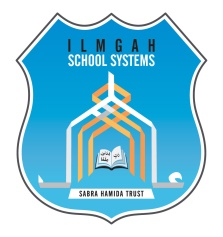 ILMGAH
SCHOOL SYSTEMS
SABRA HAMIDA TRUST